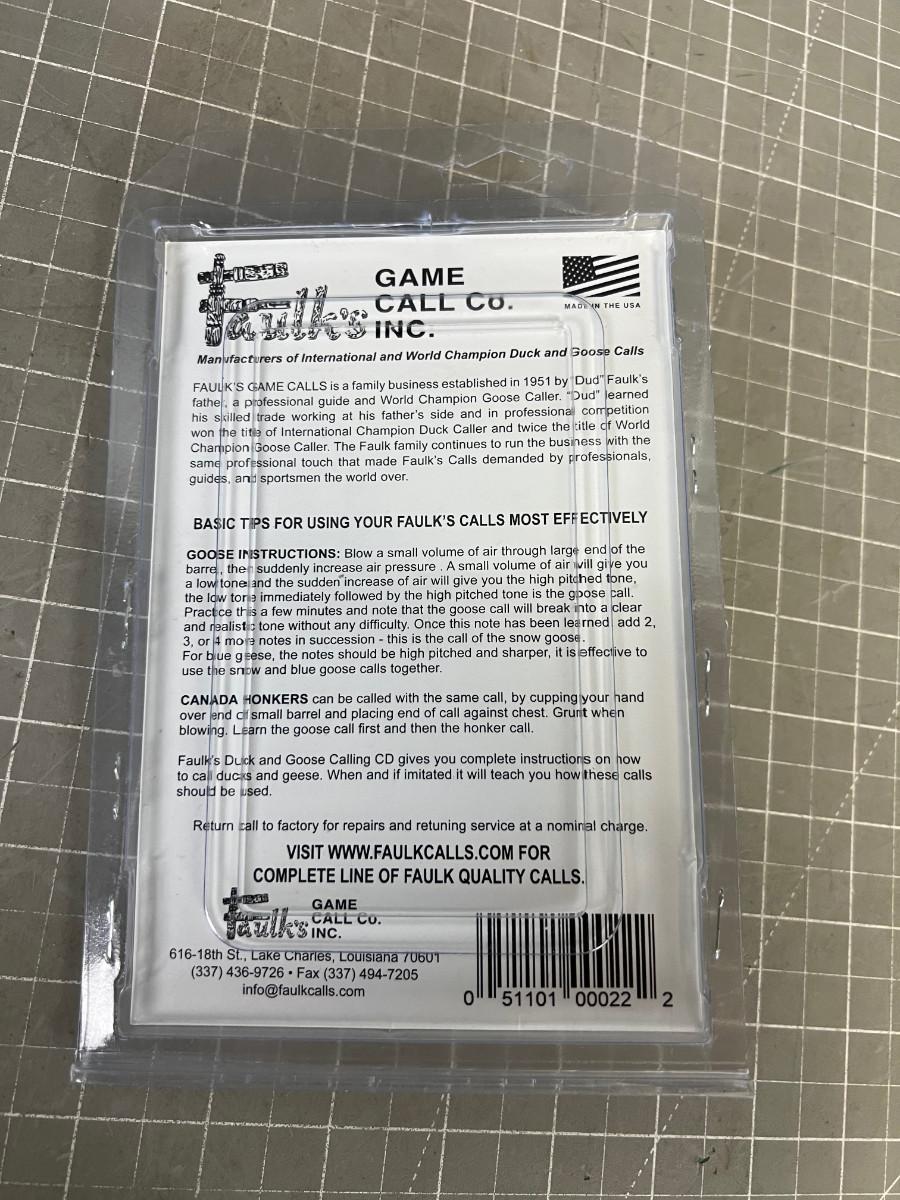 Faulk's
GAME
CALL CO.
INC.
MADE IN THE USA
Manufacturers of International and World Champion Duck and Goose Calls
FAULK'S GAME CALLS is a family business established in 1951 by "Dud" Faulk's
father, a professional guide and World Champion Goose Caller. "Dud" learned
his skilled trade working at his father's side and in professional competition
won the title of International Champion Duck Caller and twice the title of World
Champion Goose Caller. The Faulk family continues to run the business with the
same professional touch that made Faulk's Calls demanded by professionals,
guides, and sportsmen the world over.
BASIC TIPS FOR USING YOUR FAULK'S CALLS MOST EFFECTIVELY
GOOSE INSTRUCTIONS: Blow a small volume of air through large end of the
barrel, then suddenly increase air pressure . A small volume of air will give you
a low tone and the sudden increase of air will give you the high pitched tone,
the low tone immediately followed by the high pitched tone is the goose call.
Practice this a few minutes and note that the goose call will break into a clear
and realistic tone without any difficulty. Once this note has been learned, add 2,
3, or 4 more notes in succession - this is the call of the snow goose.
For blue geese, the notes should be high pitched and sharper, it is effective to
use the snow and blue goose calls together.
CANADA HONKERS can be called with the same call, by cupping your hand
over end of small barrel and placing end of call against chest. Grunt when
blowing. Learn the goose call first and then the honker call.
Faulk's Duck and Goose Calling CD gives you complete instructions on how
to call ducks and geese. When and if imitated it will teach you how these calls
should be used.
Return call to factory for repairs and retuning service at a nominal charge.
VISIT WWW.FAULKCALLS.COM FOR
COMPLETE LINE OF FAULK QUALITY CALLS.
Faulk's
GAME
CALL CO.
INC.
616-18th St., Lake Charles, Louisiana 70601
(337) 436-9726 • Fax (337) 494-7205
info@faulkcalls.com
0 51101 00022 2